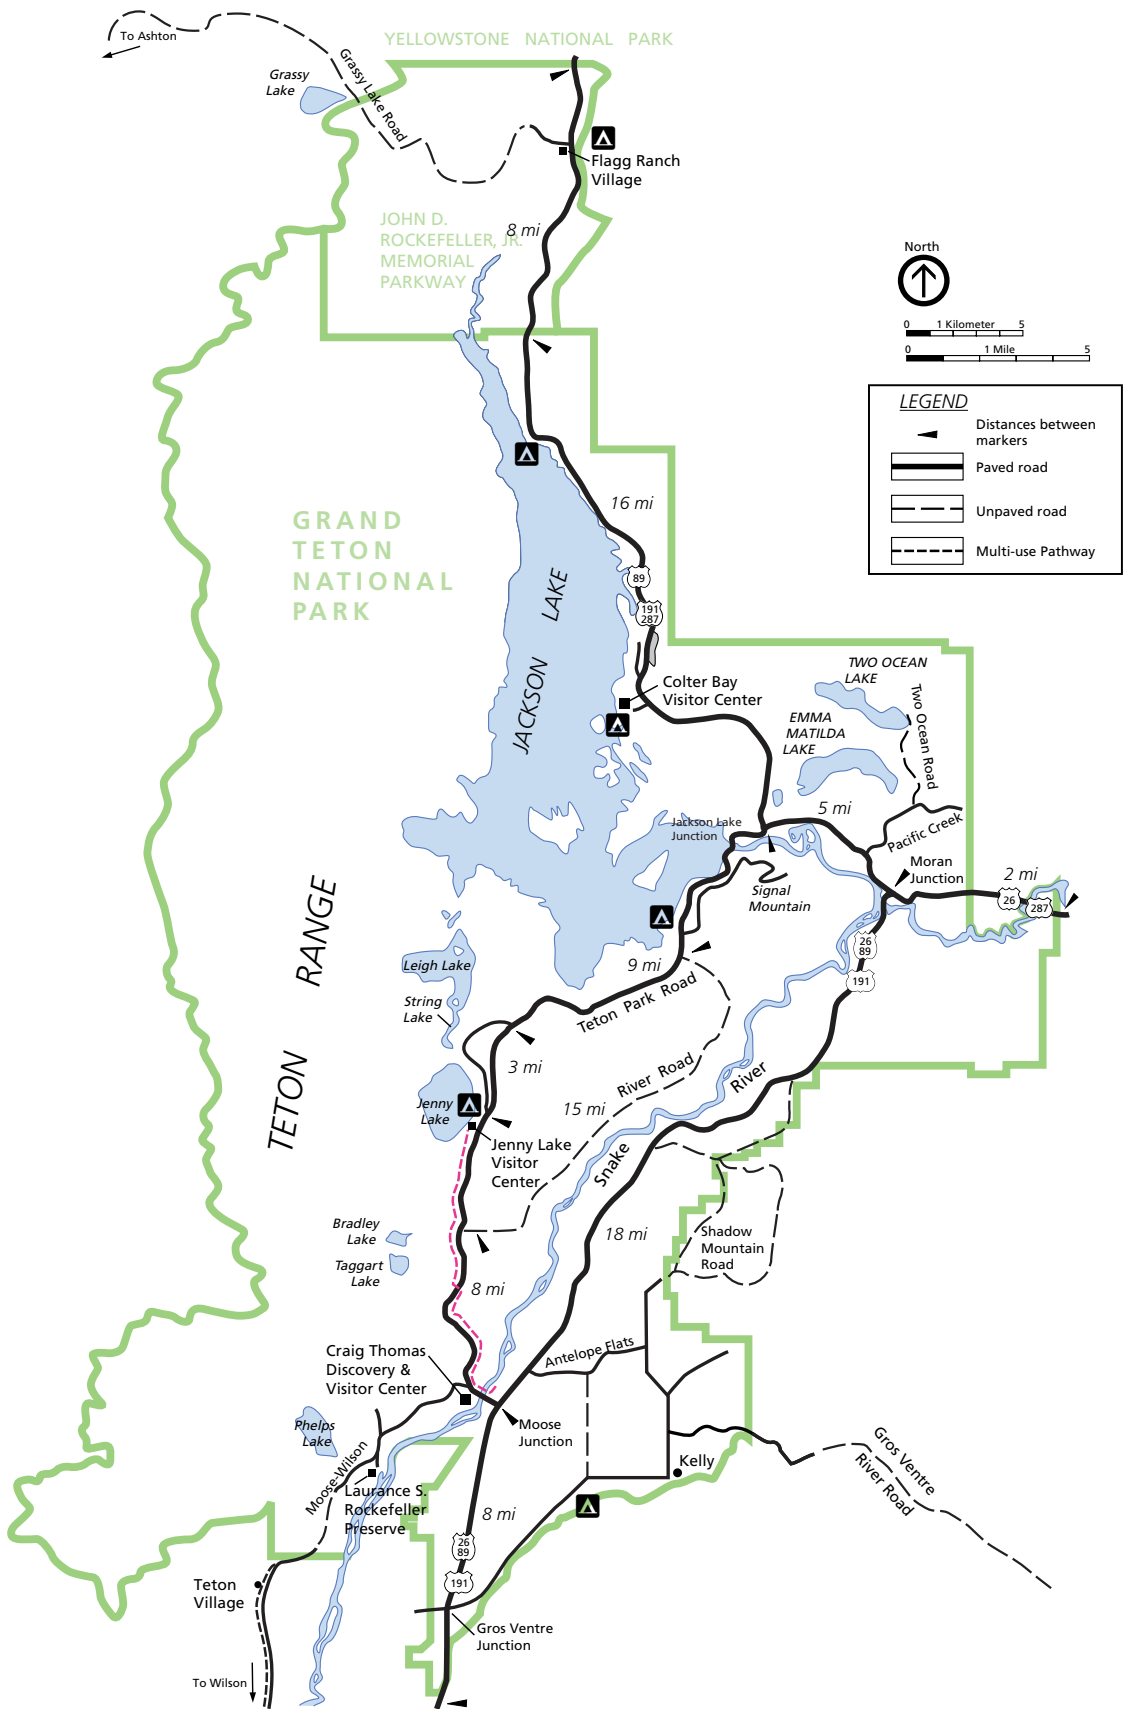 To Ashton
YELLOWSTONE NATIONAL PARK
Grassy
Lake
Grassy Lake Road
Flagg Ranch
Village
JOHN D.
ROCKEFELLER, JR.
MEMORIAL
PARKWAY
8 mi
North
0 1 Kilometer 5
0 1 Mile 5
LEGEND
Distances between
markers
Paved road
Unpaved road
Multi-use Pathway
16 mi
GRAND
TETON
NATIONAL
PARK
89
191
287
JACKSON LAKE
Colter Bay
Visitor Center
TWO OCEAN
LAKE
Two Ocean Road
EMMA
MATILDA
LAKE
5 mi
Jackson Lake
Junction
Pacific Creek
Moran
Junction
2 mi
26
287
Signal
Mountain
26
89
191
TETON RANGE
Leigh Lake
String
Lake
9 mi
Teton Park Road
3 mi
River Road
15 mi
Snake River
Jenny
Lake
Jenny Lake
Visitor
Center
Bradley
Lake
Taggart
Lake
18 mi
Shadow
Mountain
Road
8 mi
Antelope Flats
Craig Thomas
Discovery &
Visitor Center
Moose
Junction
Phelps
Lake
Moose-Wilson
Laurance S.
Rockefeller
Preserve
Kelly
Gros Ventre
River Road
8 mi
26
89
191
Teton
Village
Gros Ventre
Junction
To Wilson